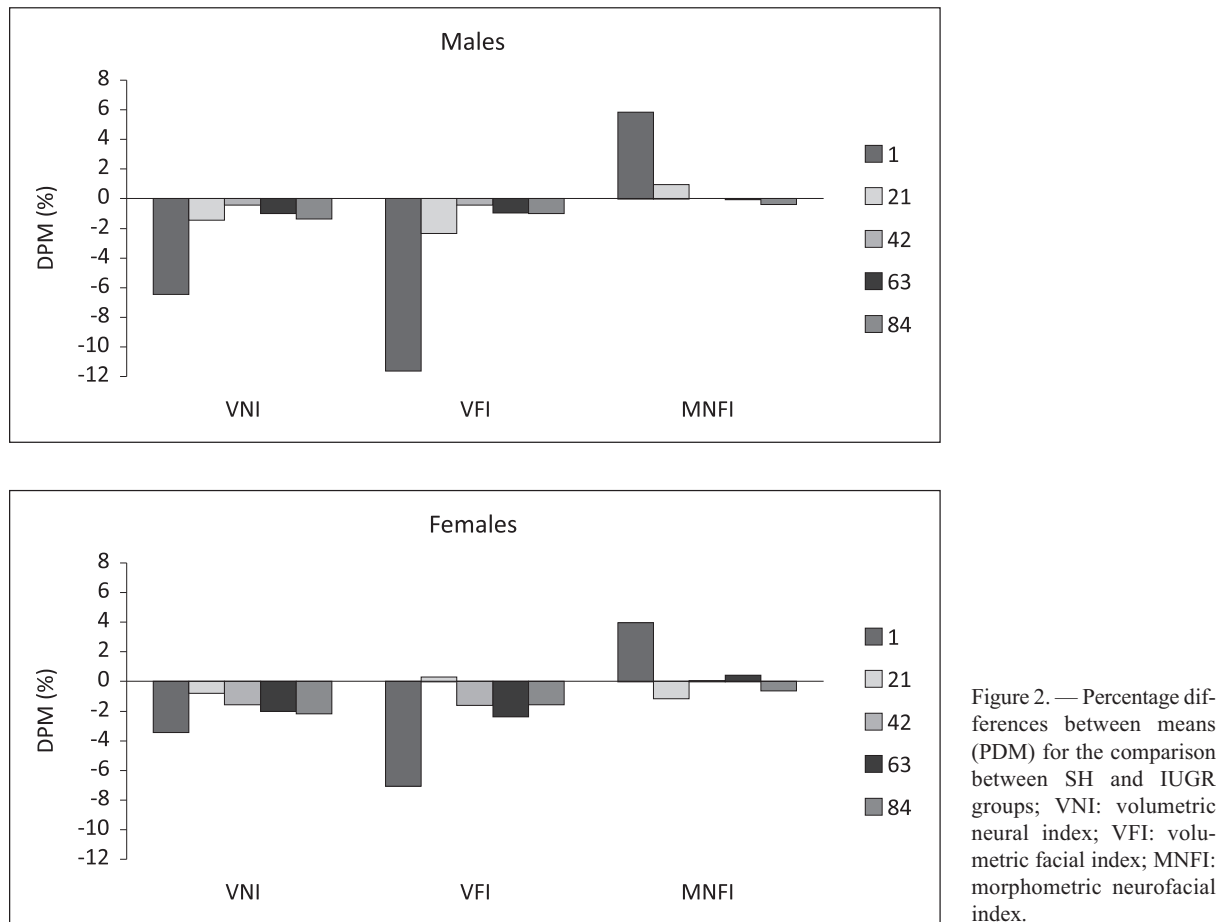 Males
8
6
4
2
0
-2
-4
-6
-8
-10
-12
DPM (%)
VNI VFI MNFI
1
21
42
63
84
Females
8
6
4
2
0
-2
-4
-6
-8
-10
-12
DPM (%)
VNI VFI MNFI
1
21
42
63
84
Figure 2. — Percentage dif-
ferences between means
(PDM) for the comparison
between SH and IUGR
groups; VNI: volumetric
neural index; VFI: volu-
metric facial index; MNFI:
morphometric neurofacial
index.